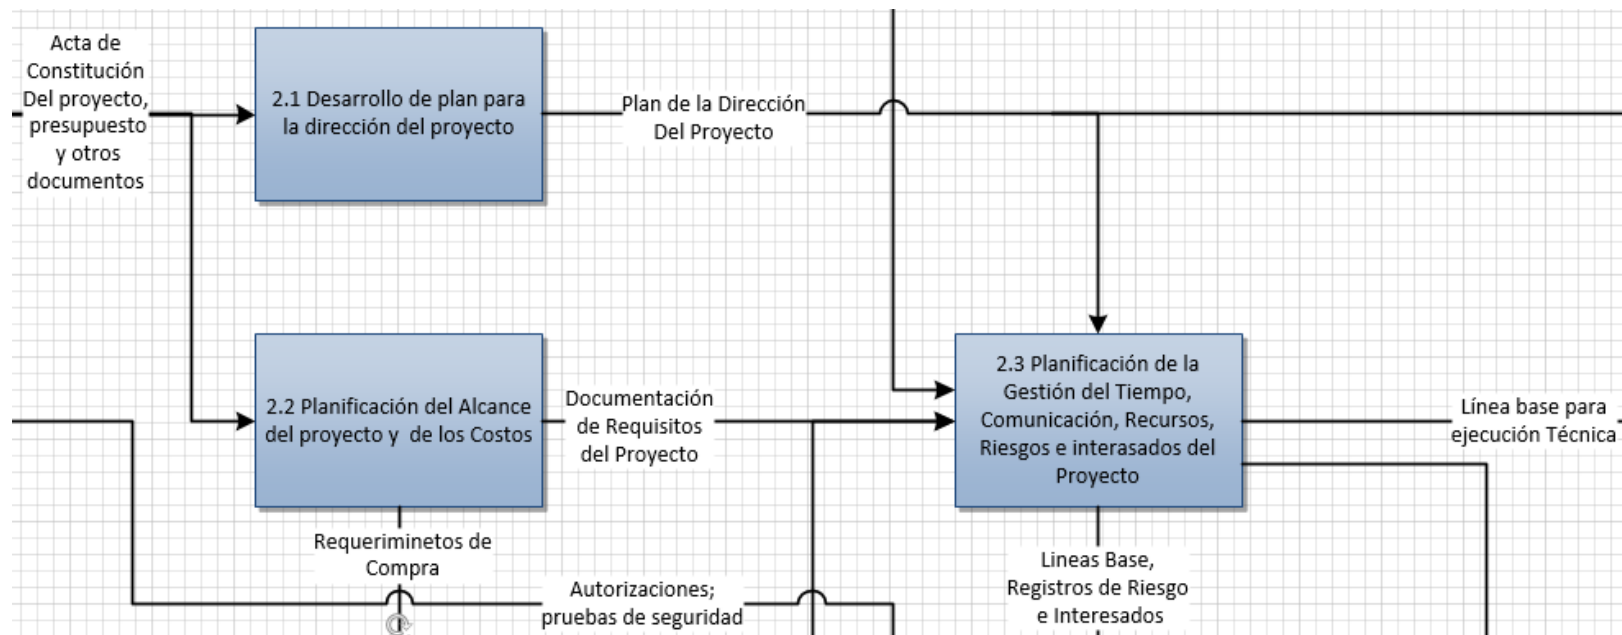 Acta de
Constitución
Del proyecto,
presupuesto
y otros
documentos
2.1 Desarrollo de plan para
la dirección del proyecto
Plan de la Dirección
Del Proyecto
2.2 Planificación del Alcance
del proyecto y de los Costos
Documentación
de Requisitos
del Proyecto
2.3 Planificación de la
Gestión del Tiempo,
Comunicación, Recursos,
Riesgos e interasados del
Proyecto
Línea base para
ejecución Técnica
Requeriminetos de
Compra
Autorizaciones;
pruebas de seguridad
Lineas Base,
Registros de Riesgo
e Interesados